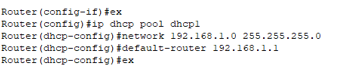 Router(config-if)#ex
Router(config)#ip dhcp pool dhcp1
Router(dhcp-config)#network 192.168.1.0 255.255.255.0
Router(dhcp-config)#default-router 192.168.1.1
Router(dhcp-config)#ex